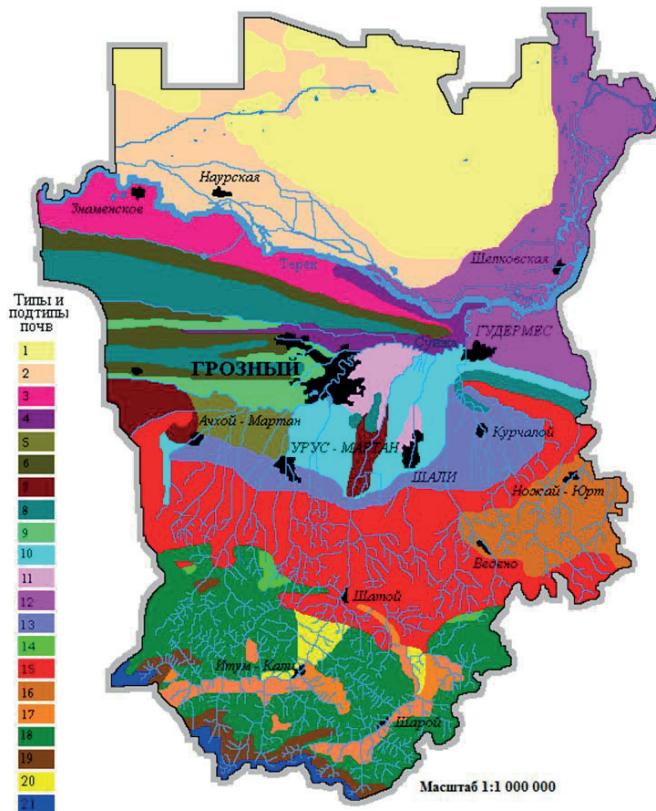 Наурская
Знаменское
Терек
Шелковская
Типы и
подтипы
почв
1
2
3
4
5
6
7
8
9
10
11
12
13
14
15
16
17
18
19
20
21
ГУДЕРМЕС
Сунжа
ГРОЗНЫЙ
Ачхой - Мартан
УРУС - МАРТАН
Курчалой
ШАЛИ
Ножай - Юрт
Ведено
Шатой
Итум - Кали
Шарой
Масштаб 1:1 000 000